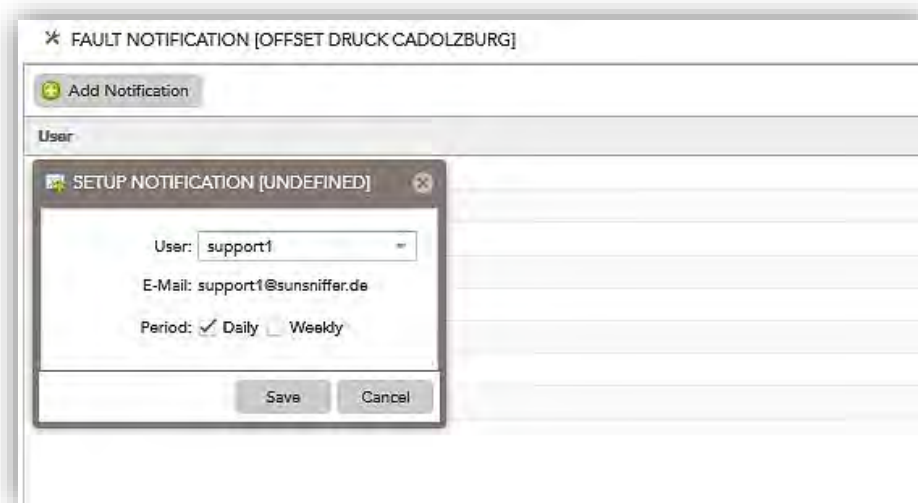 FAULT NOTIFICATION [OFFSET DRUCK CADOLZBURG]
Add Notification
User
SETUP NOTIFICATION [UNDEFINED]
User: support1
E-Mail: support1@sunsniffer.de
Period: Daily Weekly
Save Cancel